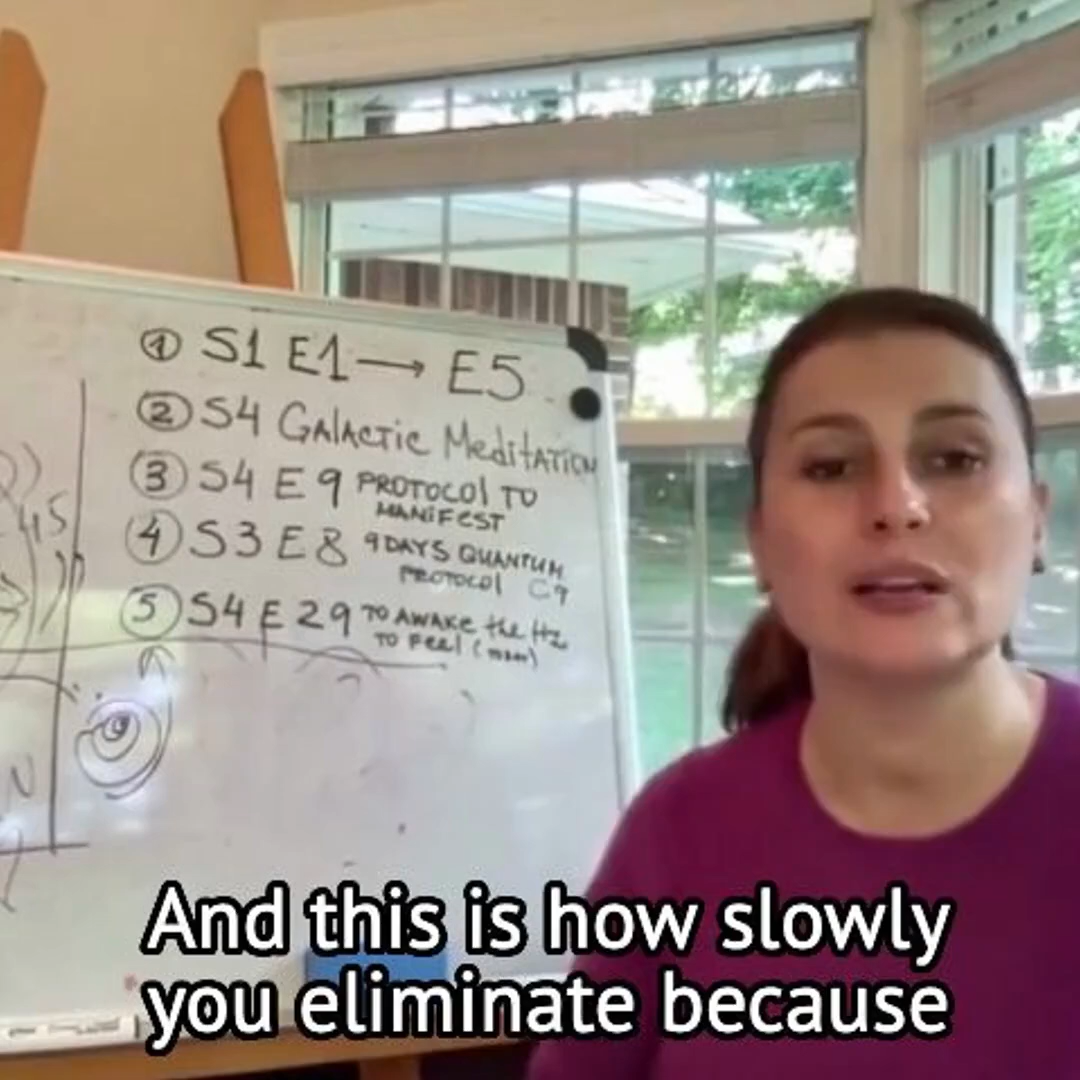 ① S1 E1 → E5
② S4 GALACTIC MEDITATION
③ S4 E9 PROTOCOL TO
MANIFEST
④ S3 E8 9 DAYS QUANTUM
PROTOCOL C9
⑤ S4 E29 TO AWAKE the Hz
TO FEEL
And this is how slowly
you eliminate because